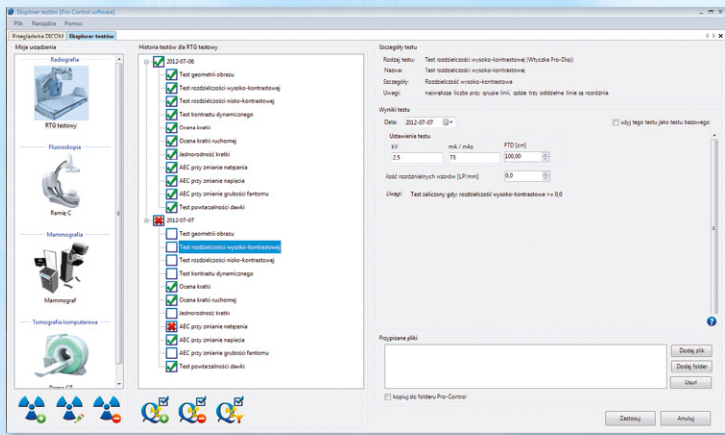 Eksplorer testów [Pro-Control software]
Plik Narzędzia Pomoc
Przeglądarka DICOM Eksplorer testów
Moje urządzenia
Radiografia
RTG testowy
Fluoroskopia
Ramię C
Mammografia
Mammograf
Tomografia komputerowa
Demo CT
Historia testów dla RTG testowy
2012-07-06
Test geometrii obrazu
Test rozdzielczości wysoko-kontrastowej
Test rozdzielczości nisko-kontrastowej
Test kontrastu dynamicznego
Ocena kratki
Ocena kratki ruchomej
Jednorodność kratki
AEC przy zmianie natężenia
AEC przy zmianie napięcia
AEC przy zmianie grubości fantomu
Test powtarzalności dawki
2012-07-07
Test geometrii obrazu
Test rozdzielczości wysoko-kontrastowej
Test rozdzielczości nisko-kontrastowej
Test kontrastu dynamicznego
Ocena kratki
Ocena kratki ruchomej
Jednorodność kratki
AEC przy zmianie natężenia
AEC przy zmianie napięcia
AEC przy zmianie grubości fantomu
Test powtarzalności dawki
Szczegóły testu
Rodzaj testu: Test rozdzielczości wysoko-kontrastowej (Wtyczka Pro-Digi)
Nazwa: Test rozdzielczości wysoko-kontrastowej
Szczegóły: Rozdzielczość wysoko-kontrastowa
Uwagi: największa liczba przy grupie linii, gdzie trzy oddzielne linie są rozróżnia
Wyniki testu
Data: 2012-07-07 użyj tego testu jako testu bazowego
Ustawienia testu
kV mA / mAs FTD [cm]
2,5 73 100,00
ilość rozróżnialnych wzorów [LP/mm] 0,0
Uwagi: Test zaliczony gdy: rozdzielczość wysoko-kontrastowa >= 0,0
Przypisane pliki
Dodaj plik
Dodaj folder
Usuń
kopiuj do folderu Pro-Control
Zastosuj Anuluj